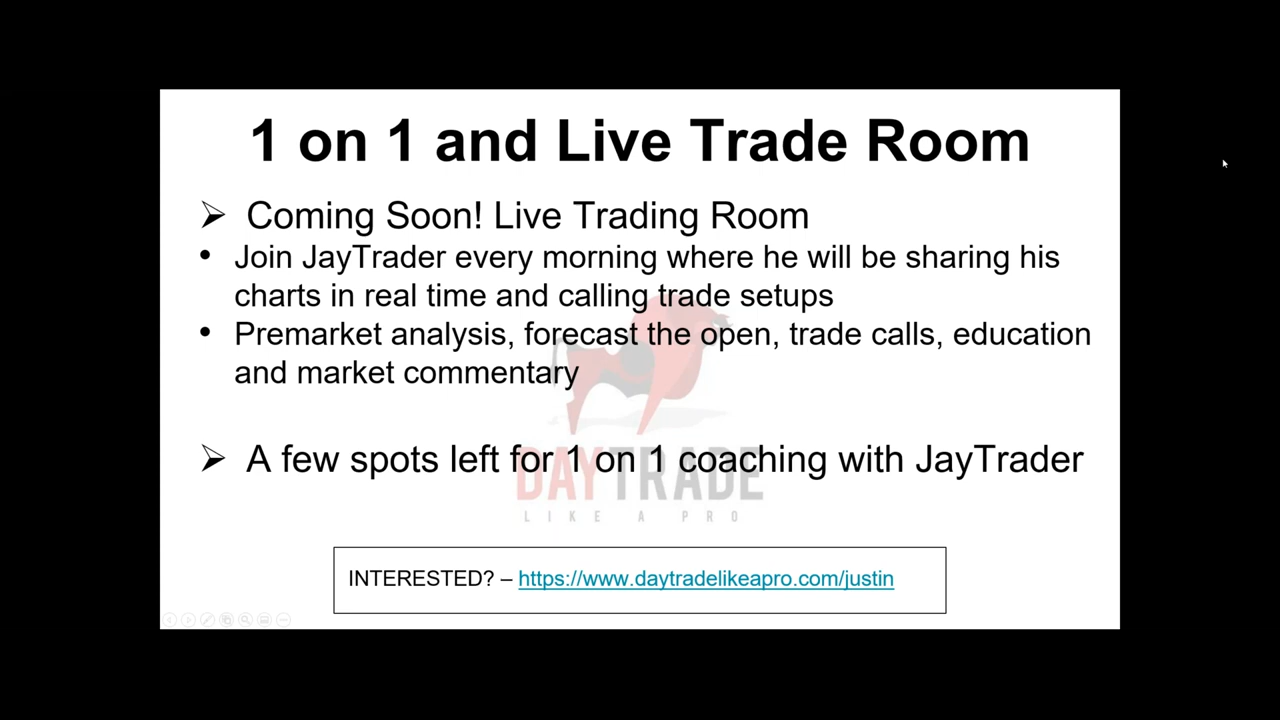 1 on 1 and Live Trade Room
➢ Coming Soon! Live Trading Room
• Join JayTrader every morning where he will be sharing his
charts in real time and calling trade setups
• Premarket analysis, forecast the open, trade calls, education
and market commentary
➢ A few spots left for 1 on 1 coaching with JayTrader
DAYTRADE
LIKE A PRO
INTERESTED? – https://www.daytradelikeapro.com/justin